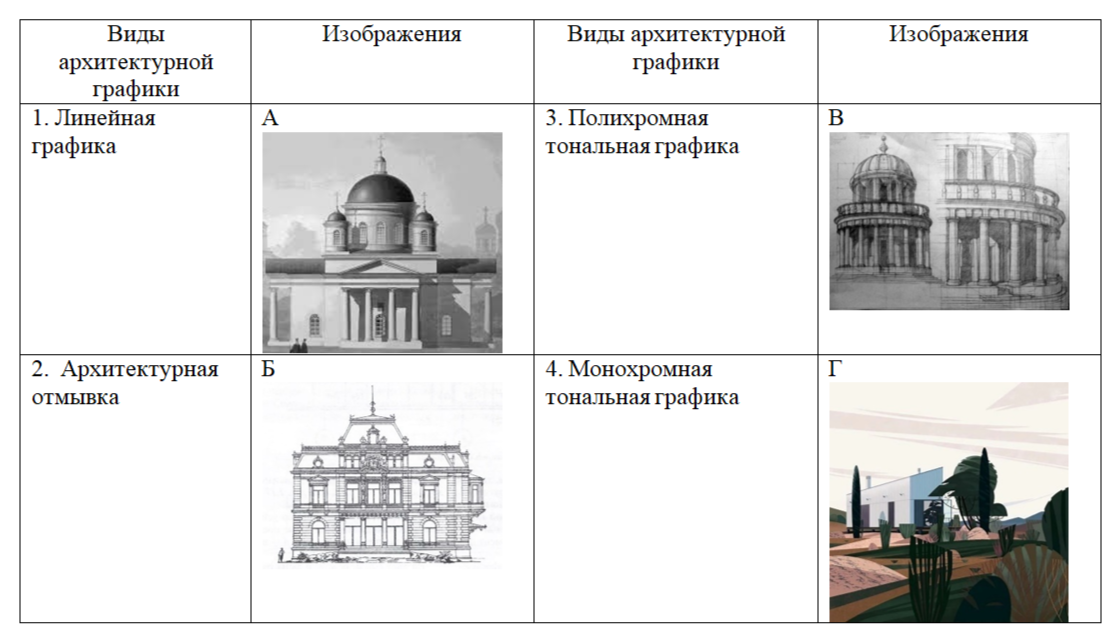 Виды
архитектурной
графики
Изображения
Виды архитектурной
графики
Изображения
1. Линейная
графика
А
3. Полихромная
тональная графика
В
2. Архитектурная
отмывка
Б
4. Монохромная
тональная графика
Г